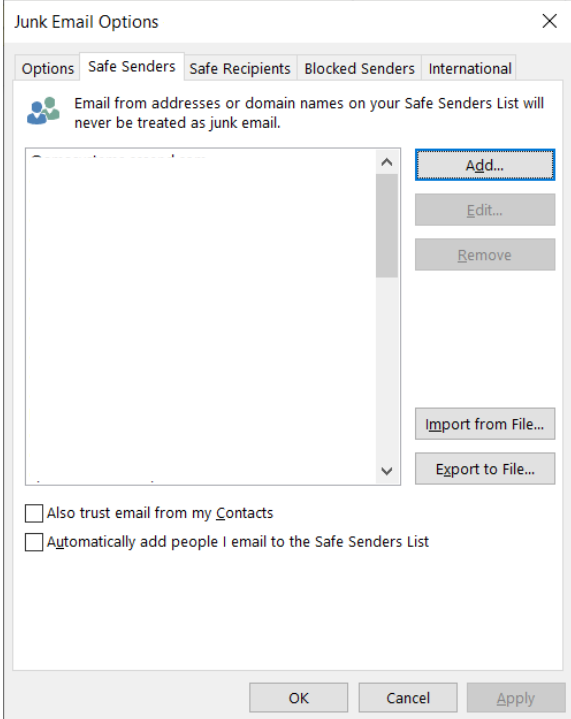 Junk Email Options
Options Safe Senders Safe Recipients Blocked Senders International
Email from addresses or domain names on your Safe Senders List will
never be treated as junk email.
Add...
Edit...
Remove
Import from File...
Export to File...
Also trust email from my Contacts
Automatically add people I email to the Safe Senders List
OK Cancel Apply